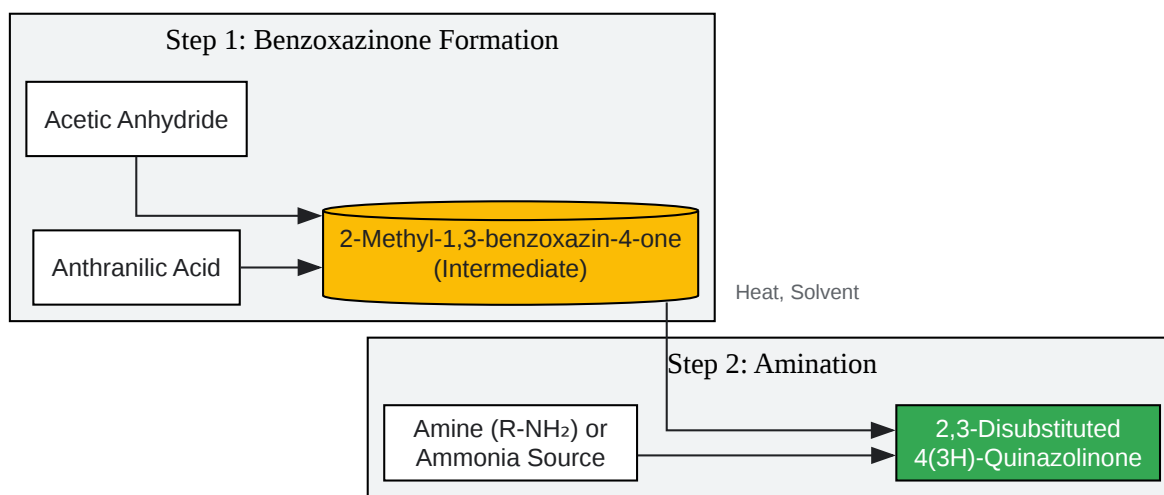 Step 1: Benzoxazinone Formation
Acetic Anhydride
Anthranilic Acid
2-Methyl-1,3-benzoxazin-4-one
(Intermediate)
Heat, Solvent
Step 2: Amination
Amine (R-NH₂) or
Ammonia Source
2,3-Disubstituted
4(3H)-Quinazolinone